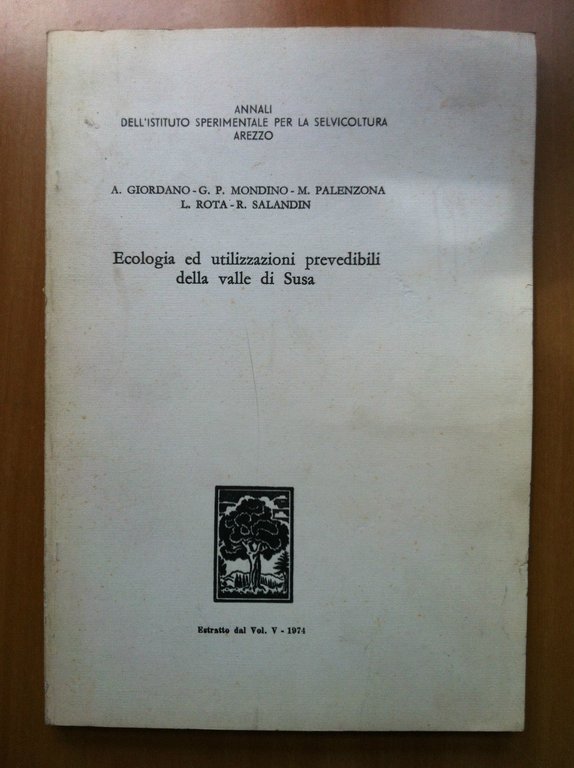 ANNALI
DELL'ISTITUTO SPERIMENTALE PER LA SELVICOLTURA
AREZZO
A. GIORDANO - G. P. MONDINO - M. PALENZONA
L. ROTA - R. SALANDIN
Ecologia ed utilizzazioni prevedibili
della valle di Susa
Estratto dal Vol. V - 1974